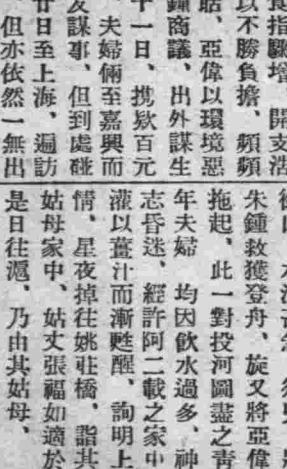 食指斷增、開支浩
以不勝負擔、頻頻
、亞偉以環境惡
鍾商議、出外謀生
十一日、攜欵百元
、夫婦倆至嘉興而
友謀事、但到處碰
廿日至上海、遍訪
、但亦依然一無出
朱鍾救獲登舟、旋又將亞偉
拖起、此一對投河圖盡之青
年夫婦　均因飲水過多、神
志昏迷、經許阿二載之家中
灌以薑汁而漸甦醒、詢明上
情、星夜掉往姚莊橋、詣其
姑母家中、姑丈張福如適於
是日往滬、乃由其姑母、